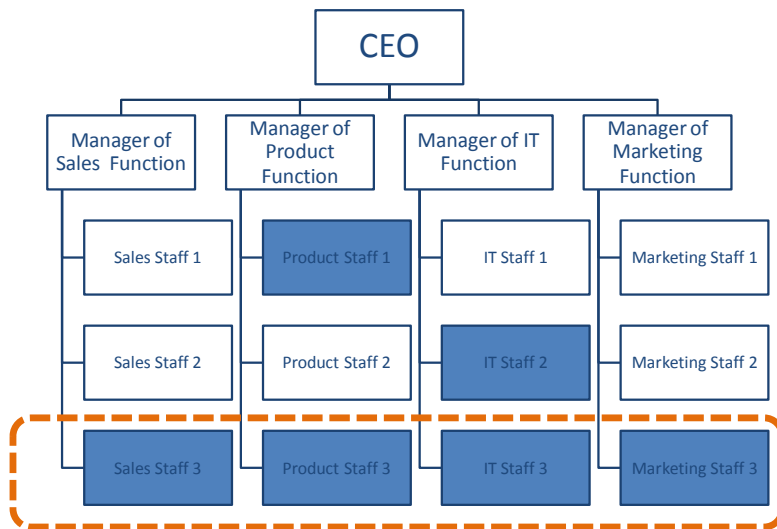 CEO
Manager of
Sales Function
Manager of
Product
Function
Manager of IT
Function
Manager of
Marketing
Function
Sales Staff 1
Product Staff 1
IT Staff 1
Marketing Staff 1
Sales Staff 2
Product Staff 2
IT Staff 2
Marketing Staff 2
Sales Staff 3
Product Staff 3
IT Staff 3
Marketing Staff 3